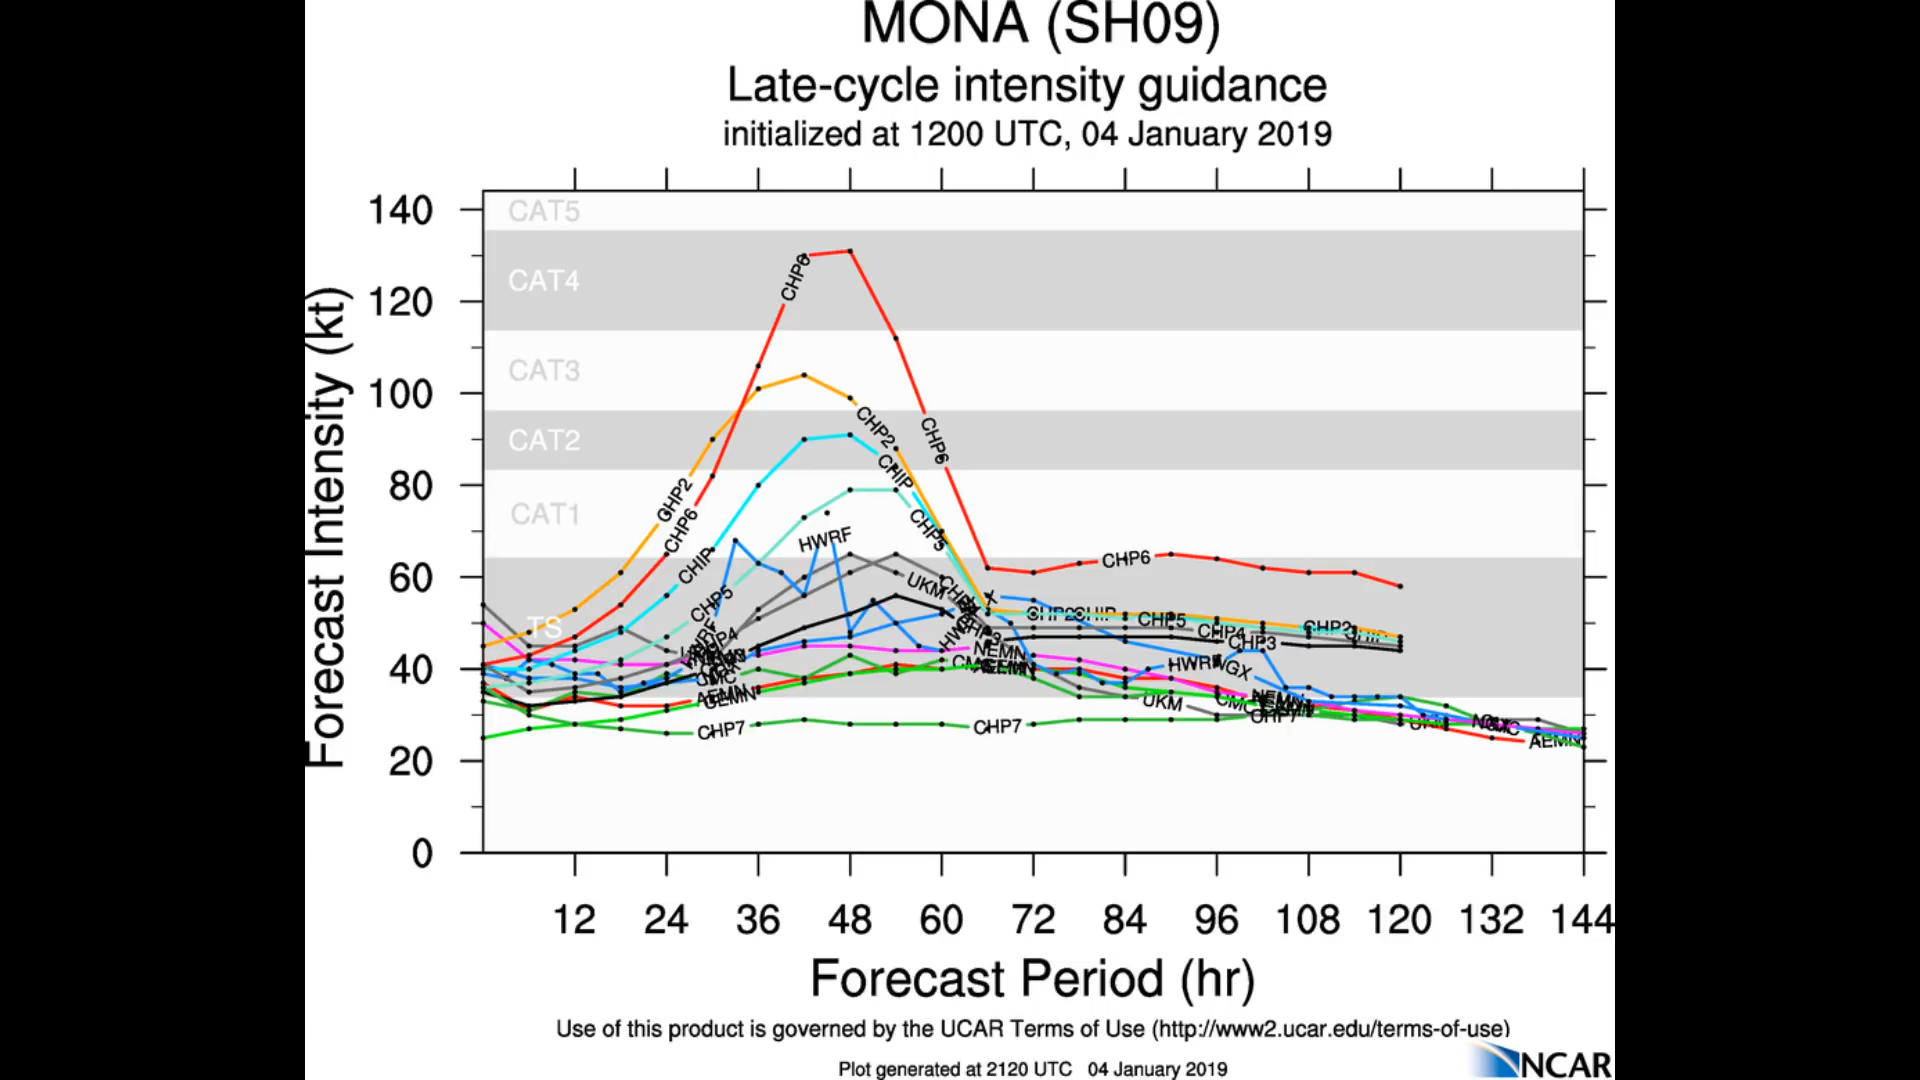 MONA (SH09)
Late-cycle intensity guidance
initialized at 1200 UTC, 04 January 2019
Forecast Intensity (kt)
140
120
100
80
60
40
20
0
CAT5
CAT4
CAT3
CAT2
CAT1
TS
CHP6
CHP2
CHIP
CHP6
CHP2
CHP6
CHIP
CHP5
HWRF
CHP5
UKM
CHP6
CHP5
CHP4
CHP3
CHP2
NEMN
HWRF
NGX
UKM
AEMN
GEMN
CHP7
CHP7
CHP7
AEMN
12 24 36 48 60 72 84 96 108 120 132 144
Forecast Period (hr)
Use of this product is governed by the UCAR Terms of Use (http://www2.ucar.edu/terms-of-use)
Plot generated at 2120 UTC 04 January 2019
NCAR